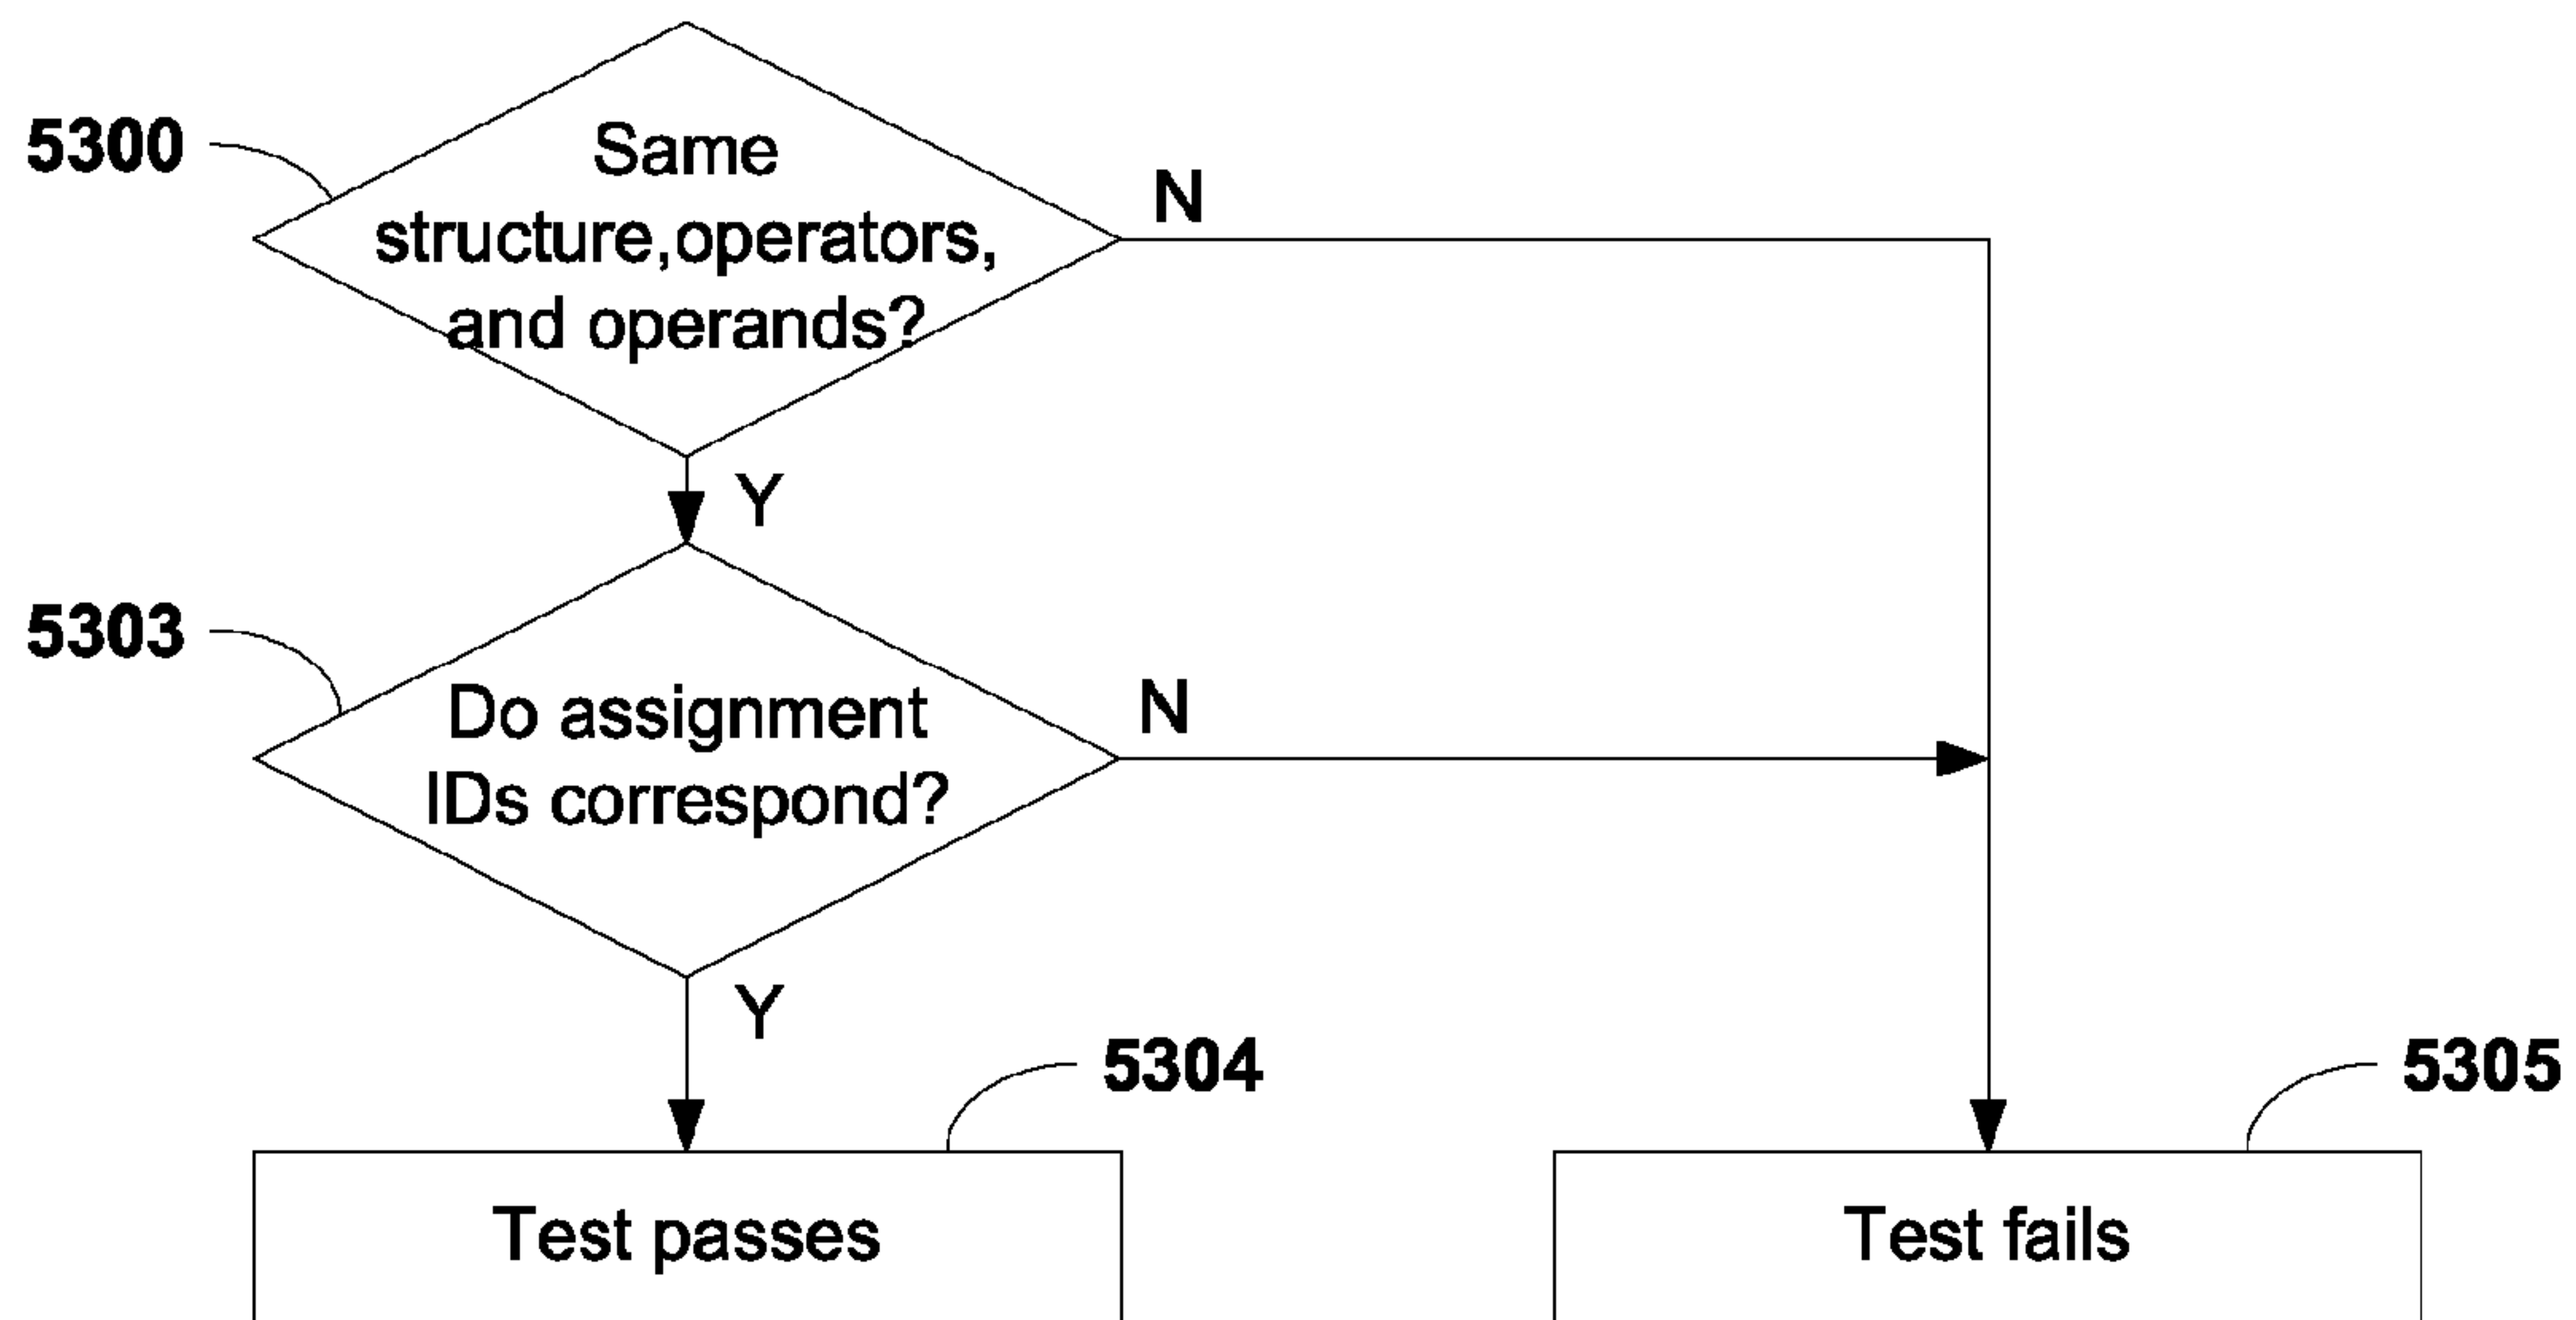 5300
Same
structure,operators,
and operands?
N
Y
5303
Do assignment
IDs correspond?
N
Y
5304
5305
Test passes
Test fails